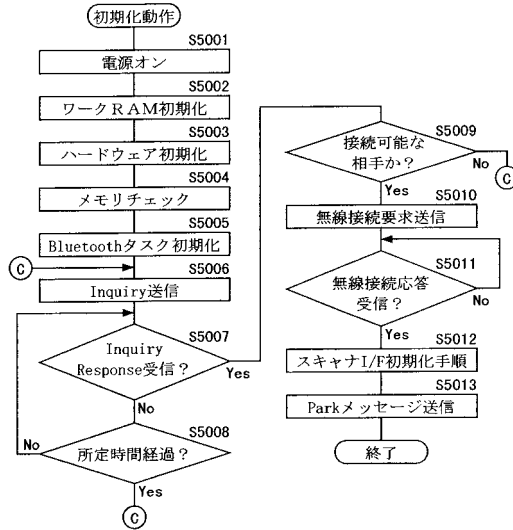 初期化動作
S5001
電源オン
S5002
ワークRAM初期化
S5003
ハードウェア初期化
S5004
メモリチェック
S5005
Bluetoothタスク初期化
C
S5006
Inquiry送信
S5007
Inquiry
Response受信？
Yes
No
S5008
所定時間経過？
No
Yes
C
S5009
接続可能な
相手か？
No
C
Yes
S5010
無線接続要求送信
S5011
無線接続応答
受信？
No
Yes
S5012
スキャナI/F初期化手順
S5013
Parkメッセージ送信
終了